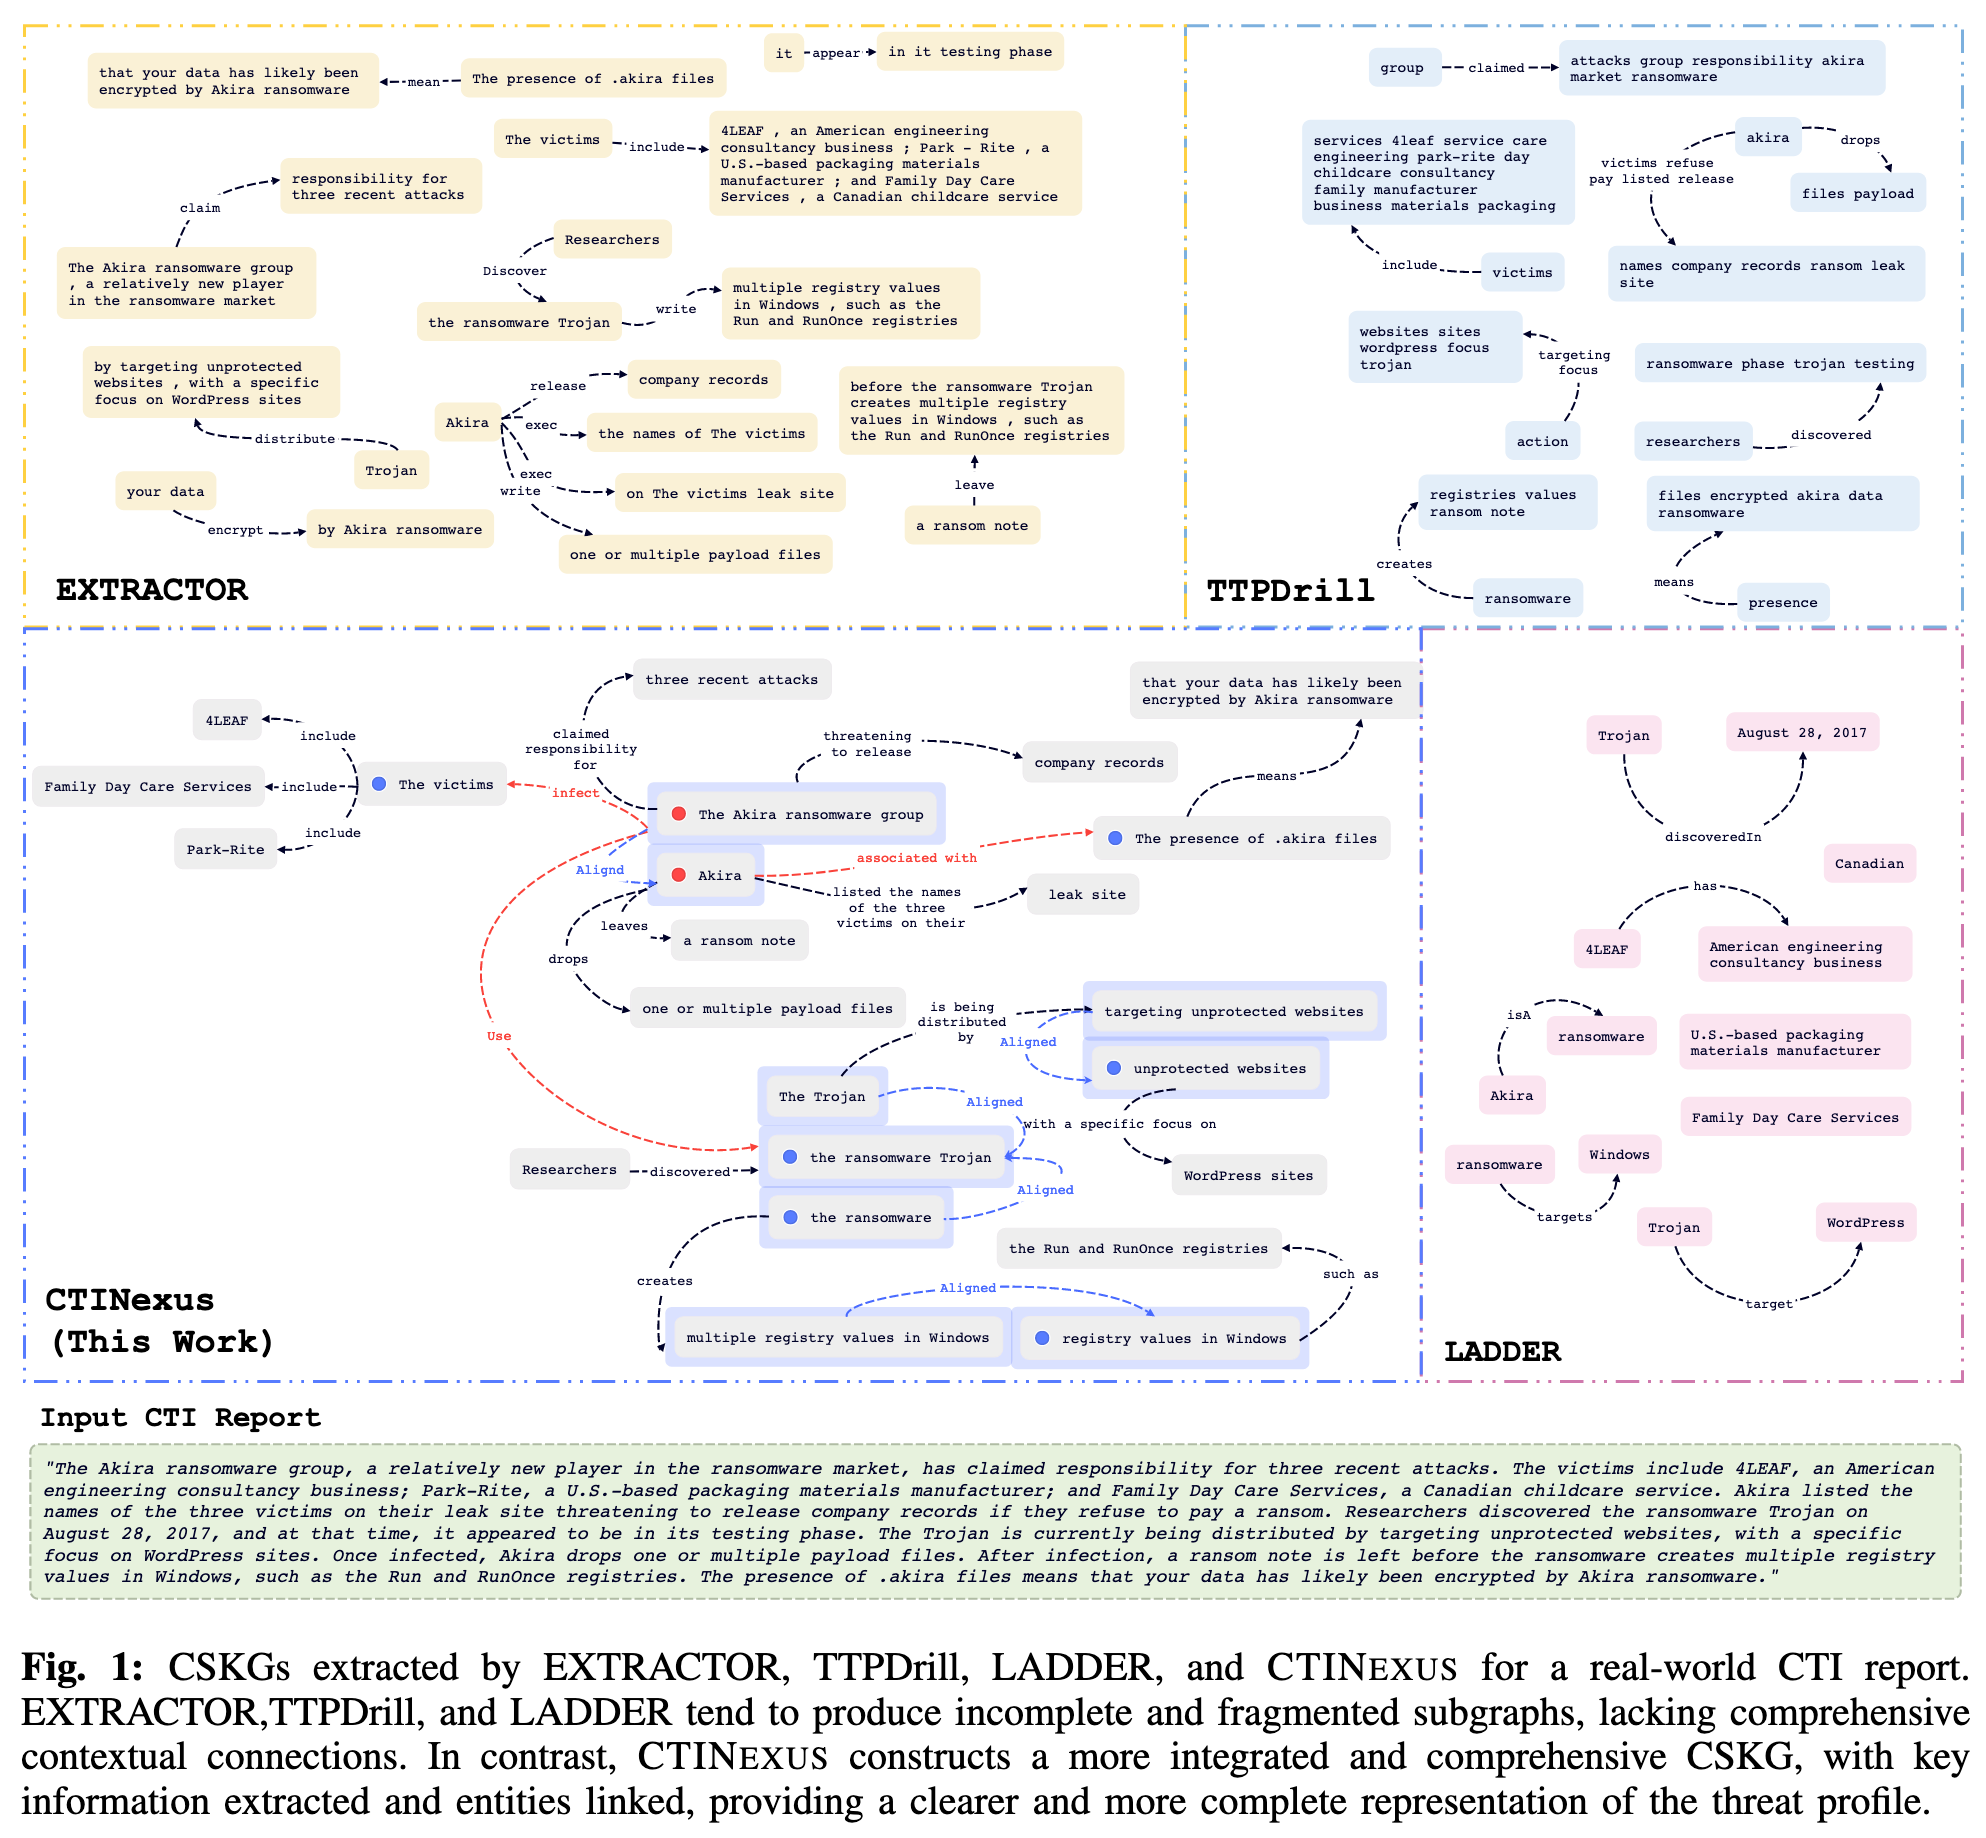 it
appear
in it testing phase
that your data has likely been
encrypted by Akira ransomware
mean
The presence of .akira files
The victims
include
4LEAF , an American engineering
consultancy business ; Park - Rite , a
U.S.-based packaging materials
manufacturer ; and Family Day Care
Services , a Canadian childcare service
responsibility for
three recent attacks
claim
The Akira ransomware group
, a relatively new player
in the ransomware market
Researchers
Discover
the ransomware Trojan
write
multiple registry values
in Windows , such as the
Run and RunOnce registries
by targeting unprotected
websites , with a specific
focus on WordPress sites
distribute
Trojan
release
company records
Akira
exec
the names of The victims
exec
on The victims leak site
write
one or multiple payload files
before the ransomware Trojan
creates multiple registry
values in Windows , such as
the Run and RunOnce registries
leave
a ransom note
your data
encrypt
by Akira ransomware
EXTRACTOR
group
claimed
attacks group responsibility akira
market ransomware
services 4leaf service care
engineering park-rite day
childcare consultancy
family manufacturer
business materials packaging
include
victims
akira
drops
files payload
victims refuse
pay listed release
names company records ransom leak
site
websites sites
wordpress focus
trojan
targeting
focus
action
ransomware phase trojan testing
researchers
discovered
registries values
ransom note
creates
ransomware
files encrypted akira data
ransomware
means
presence
TTPDrill
three recent attacks
that your data has likely been
encrypted by Akira ransomware
4LEAF
include
Family Day Care Services
include
The victims
Park-Rite
include
claimed
responsibility
for
threatening
to release
company records
means
infect
The Akira ransomware group
The presence of .akira files
Alignd
Akira
associated with
listed the names
of the three
victims on their
leak site
leaves
a ransom note
drops
one or multiple payload files
Use
is being
distributed
by
targeting unprotected websites
Aligned
unprotected websites
The Trojan
Aligned
with a specific focus on
WordPress sites
Researchers
discovered
the ransomware Trojan
Aligned
the ransomware
the Run and RunOnce registries
such as
creates
Aligned
multiple registry values in Windows
registry values in Windows
CTINexus
(This Work)
Trojan
August 28, 2017
discoveredIn
Canadian
has
4LEAF
American engineering
consultancy business
isA
ransomware
U.S.-based packaging
materials manufacturer
Akira
Family Day Care Services
ransomware
Windows
targets
Trojan
WordPress
target
LADDER
Input CTI Report
"The Akira ransomware group, a relatively new player in the ransomware market, has claimed responsibility for three recent attacks. The victims include 4LEAF, an American
engineering consultancy business; Park-Rite, a U.S.-based packaging materials manufacturer; and Family Day Care Services, a Canadian childcare service. Akira listed the
names of the three victims on their leak site threatening to release company records if they refuse to pay a ransom. Researchers discovered the ransomware Trojan on
August 28, 2017, and at that time, it appeared to be in its testing phase. The Trojan is currently being distributed by targeting unprotected websites, with a specific
focus on WordPress sites. Once infected, Akira drops one or multiple payload files. After infection, a ransom note is left before the ransomware creates multiple registry
values in Windows, such as the Run and RunOnce registries. The presence of .akira files means that your data has likely been encrypted by Akira ransomware."
Fig. 1: CSKGs extracted by EXTRACTOR, TTPDrill, LADDER, and CTINEXUS for a real-world CTI report.
EXTRACTOR,TTPDrill, and LADDER tend to produce incomplete and fragmented subgraphs, lacking comprehensive
contextual connections. In contrast, CTINEXUS constructs a more integrated and comprehensive CSKG, with key
information extracted and entities linked, providing a clearer and more complete representation of the threat profile.